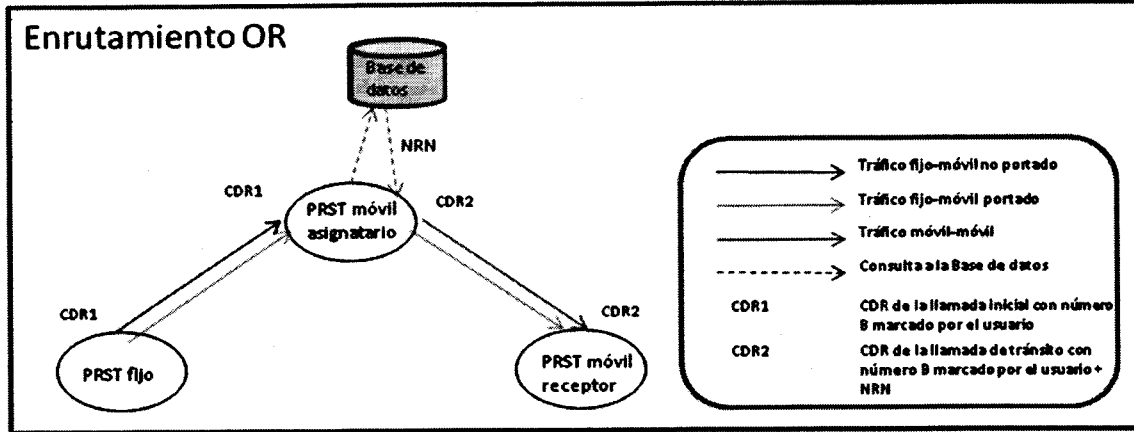 Enrutamiento OR
Base de
datos
NRN
CDR1
PRST móvil
asignatario
CDR2
CDR1
CDR2
PRST fijo
PRST móvil
receptor
Tráfico fijo-móvil no portado
Tráfico fijo-móvil portado
Tráfico móvil-móvil
Consulta a la Base de datos
CDR1
CDR de la llamada inicial con número
B marcado por el usuario
CDR2
CDR de la llamada de tránsito con
número B marcado por el usuario +
NRN